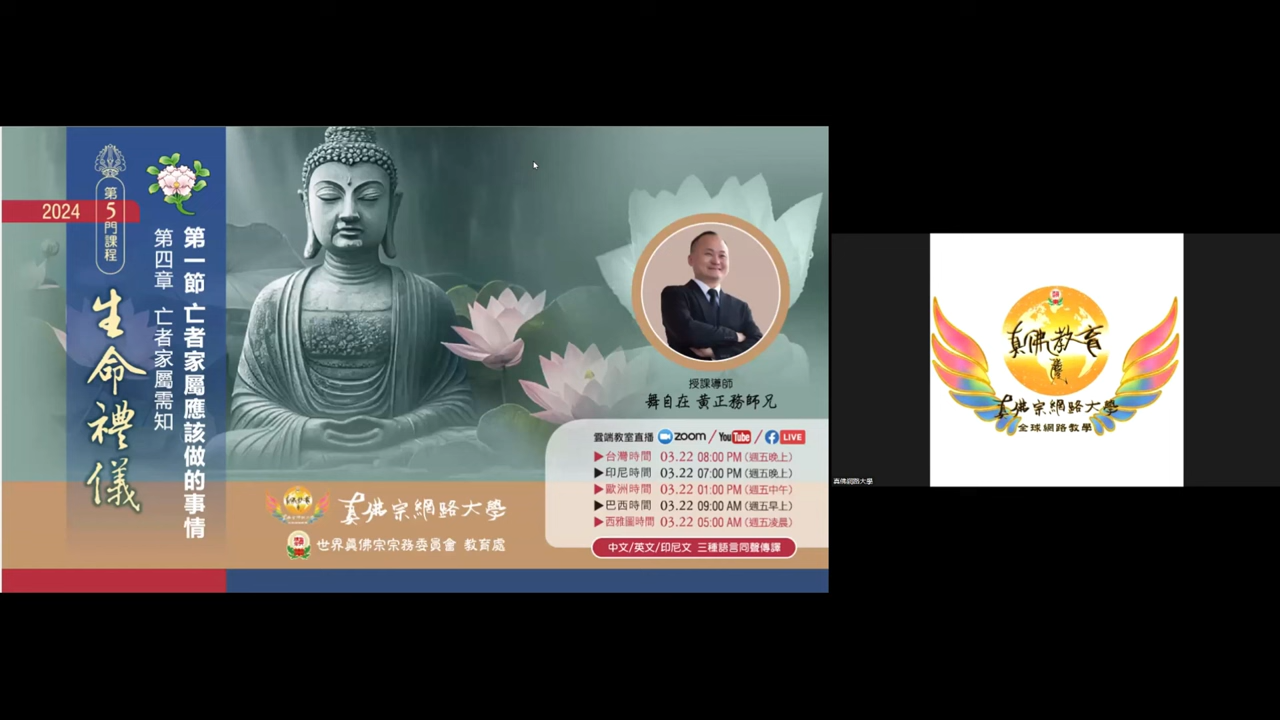 2024
第5門課程
生命禮儀
第四章 亡者家屬需知
第一節 亡者家屬應該做的事情
授課導師
舞自在 黃正務師兄
雲端教室直播 zoom / YouTube / LIVE
▶台灣時間 03.22 08:00 PM (週五晚上)
▶印尼時間 03.22 07:00 PM (週五晚上)
▶歐洲時間 03.22 01:00 PM (週五中午)
▶巴西時間 03.22 09:00 AM (週五早上)
▶西雅圖時間 03.22 05:00 AM (週五凌晨)
中文/英文/印尼文 三種語言同聲傳譯
真佛宗網路大學
世界真佛宗宗務委員會 教育處
真佛教育
處
真佛宗網路大學
全球網路教學
真佛網路大學